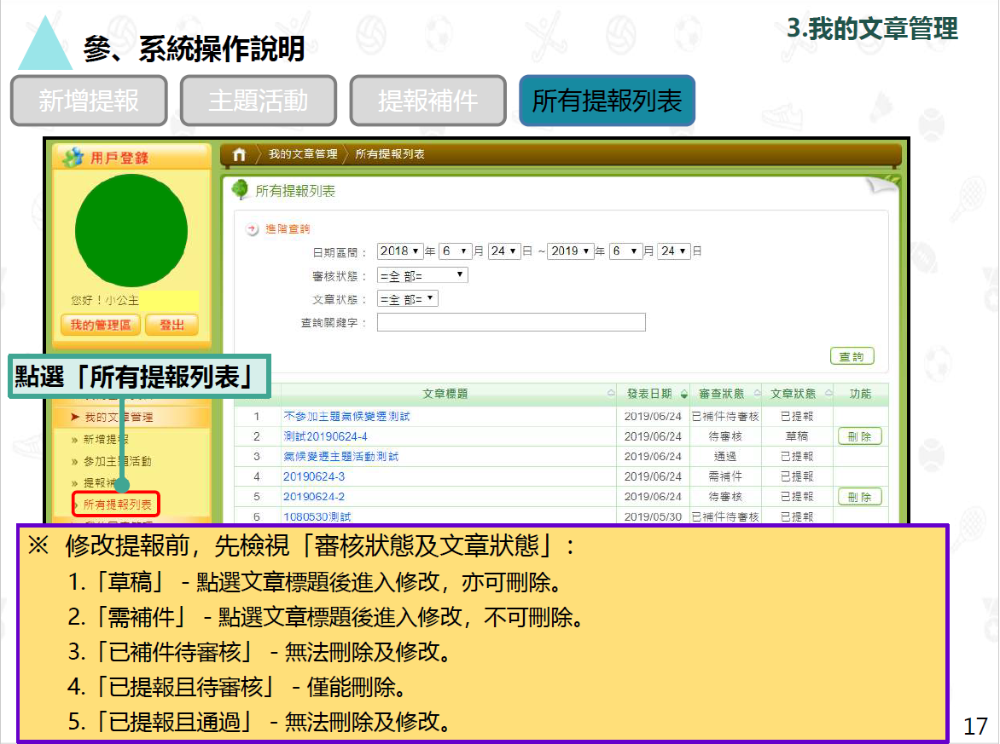 3.我的文章管理
參、系統操作說明
新增提報 主題活動 提報補件 所有提報列表
用戶登錄
我的文章管理 所有提報列表
所有提報列表
進階查詢
日期區間： 2018 年 6 月 24 日 ~ 2019 年 6 月 24 日
審核狀態： =全 部=
文章狀態： =全 部=
查詢關鍵字：
查詢
您好！小公主
我的管理區 登出
點選「所有提報列表」
我的文章管理
» 新增提報
» 參加主題活動
» 提報補
所有提報列表
文章標題 發表日期 審查狀態 文章狀態 功能
1 不參加主題氣候變遷測試 2019/06/24 已補件待審核 已提報
2 測試20190624-4 2019/06/24 待審核 草稿 刪除
3 氣候變遷主題活動測試 2019/06/24 通過 已提報
4 20190624-3 2019/06/24 需補件 已提報
5 20190624-2 2019/06/24 待審核 已提報 刪除
6 1080530測試 2019/05/30 已補件待審核 已提報
※ 修改提報前，先檢視「審核狀態及文章狀態」：
1.「草稿」 - 點選文章標題後進入修改，亦可刪除。
2.「需補件」 - 點選文章標題後進入修改，不可刪除。
3.「已補件待審核」 - 無法刪除及修改。
4.「已提報且待審核」 - 僅能刪除。
5.「已提報且通過」 - 無法刪除及修改。
17